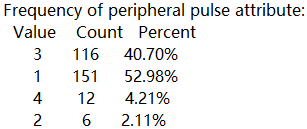 Frequency of peripheral pulse attribute:
Value Count Percent
3 116 40.70%
1 151 52.98%
4 12 4.21%
2 6 2.11%